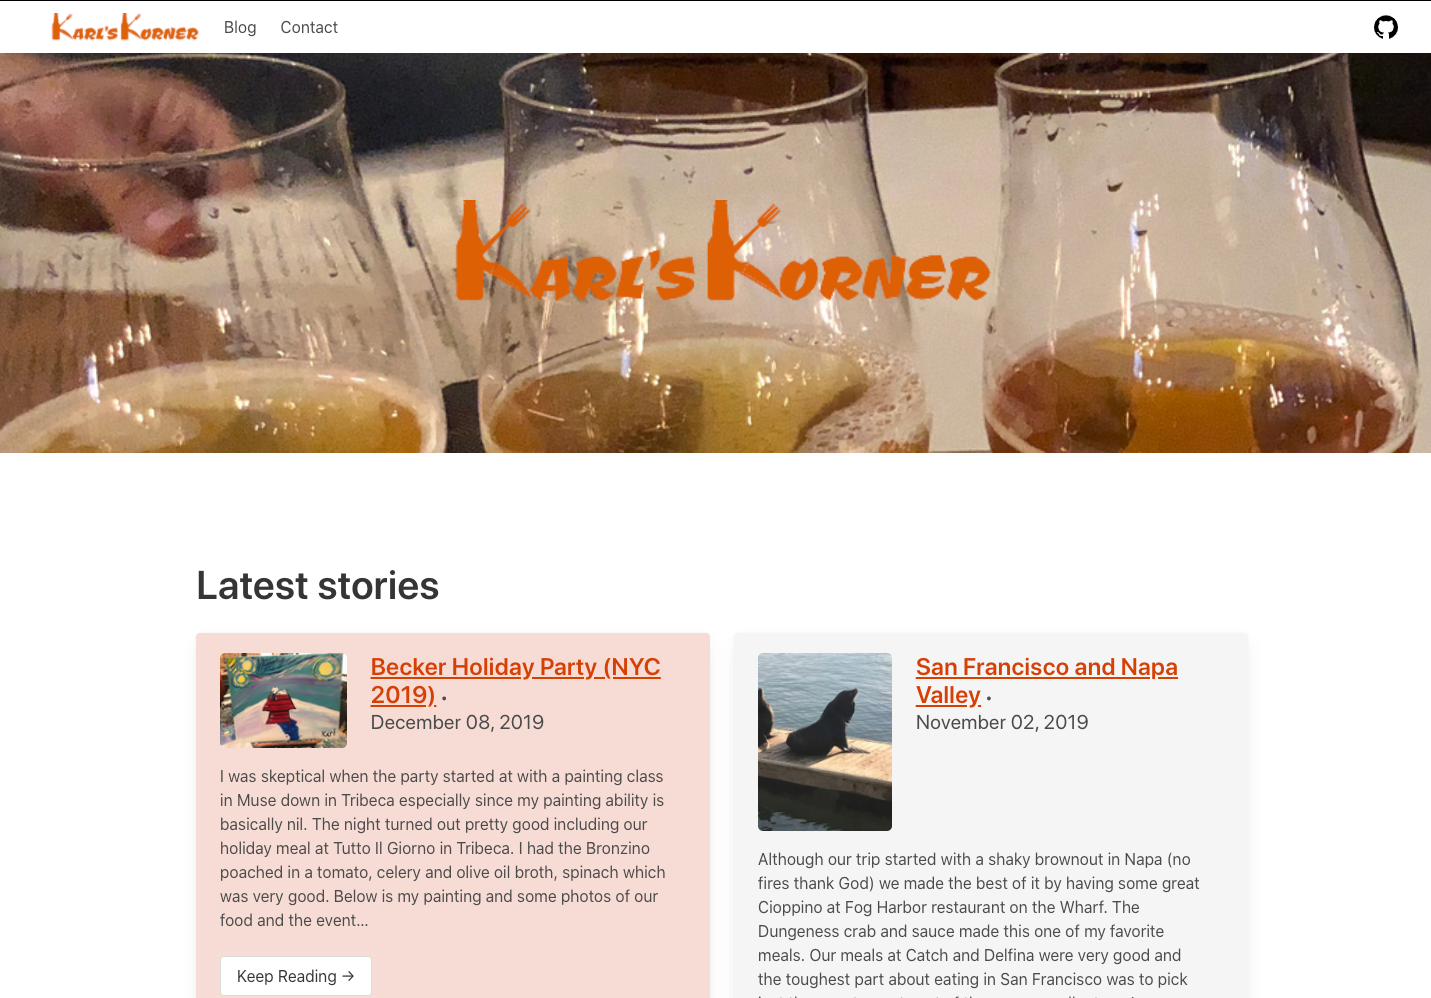 Karl's Korner Blog Contact
Karl's Korner
Latest stories
Becker Holiday Party (NYC
2019) •
December 08, 2019
I was skeptical when the party started at with a painting class
in Muse down in Tribeca especially since my painting ability is
basically nil. The night turned out pretty good including our
holiday meal at Tutto Il Giorno in Tribeca. I had the Bronzino
poached in a tomato, celery and olive oil broth, spinach which
was very good. Below is my painting and some photos of our
food and the event…
Keep Reading →
San Francisco and Napa
Valley •
November 02, 2019
Although our trip started with a shaky brownout in Napa (no
fires thank God) we made the best of it by having some great
Cioppino at Fog Harbor restaurant on the Wharf. The
Dungeness crab and sauce made this one of my favorite
meals. Our meals at Catch and Delfina were very good and
the toughest part about eating in San Francisco was to pick